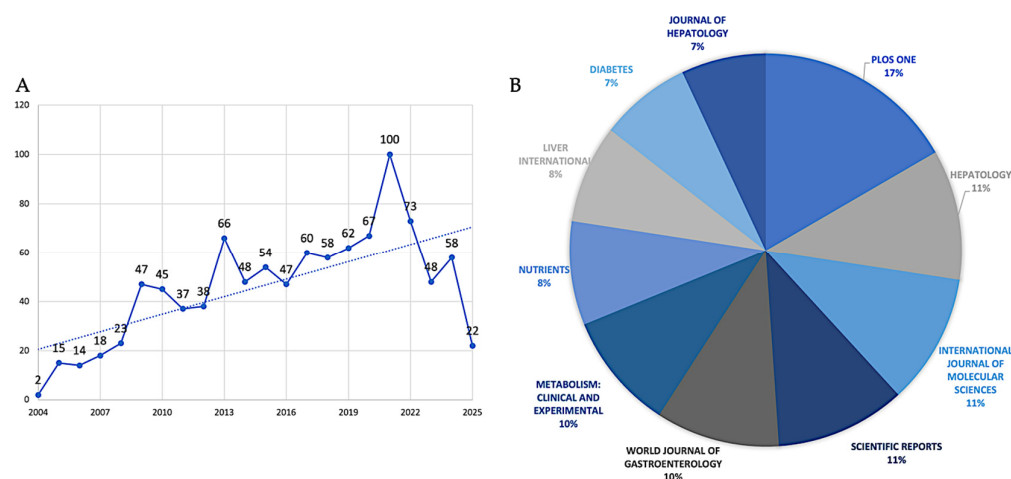 A
120
100
80
60
40
20
0
2
15
14
18
23
47
45
37
38
66
48
54
47
60
58
62
67
100
73
48
58
22
2004
2007
2010
2013
2016
2019
2022
2025
B
JOURNAL OF
HEPATOLOGY
7%
PLOS ONE
17%
HEPATOLOGY
11%
INTERNATIONAL
JOURNAL OF
MOLECULAR
SCIENCES
11%
SCIENTIFIC REPORTS
11%
WORLD JOURNAL OF
GASTROENTEROLOGY
10%
METABOLISM:
CLINICAL AND
EXPERIMENTAL
10%
NUTRIENTS
8%
LIVER
INTERNATIONAL
8%
DIABETES
7%